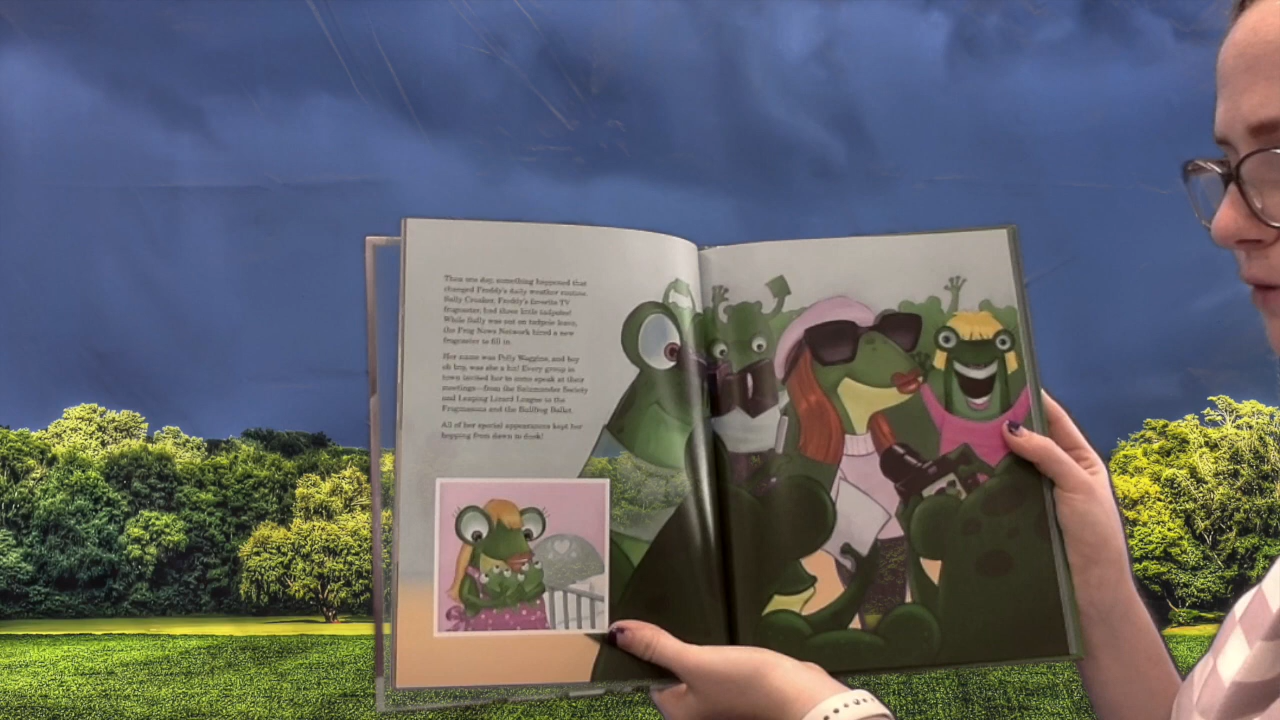 Then one day, something happened that
changed Freddy's daily weather routine.
Sally Croaker, Freddy's favorite TV
frogcaster, had three little tadpoles!
While Sally was out on tadpole leave,
the Frog News Network hired a new
frogcaster to fill in.
Her name was Polly Woggins, and boy
oh boy, was she a hit! Every group in
town invited her to come speak at their
meetings—from the Salamander Society
and Leaping Lizard League to the
Frogmasons and the Bullfrog Ballet.
All of her special appearances kept her
hopping from dawn to dusk!